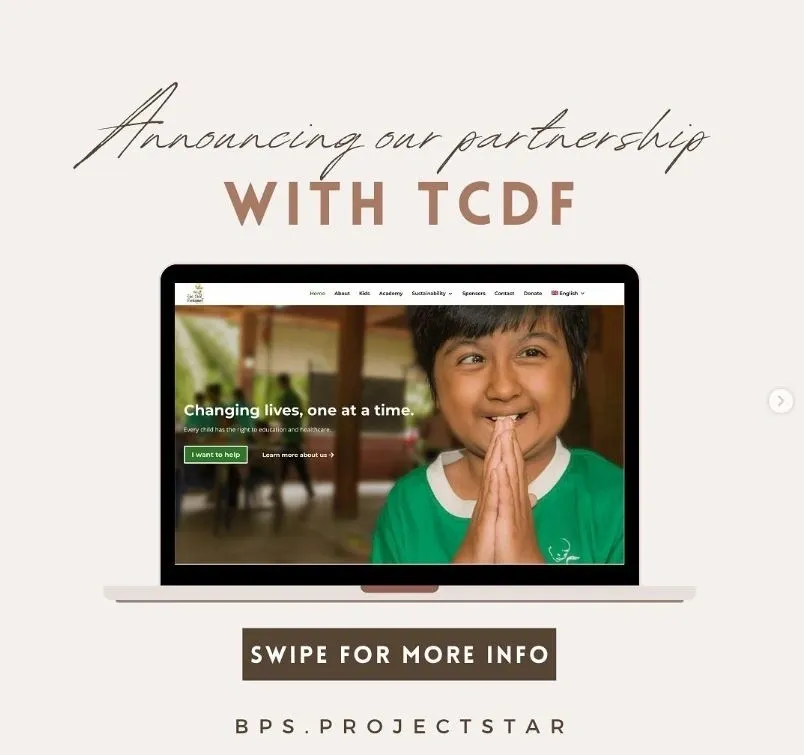 Announcing our partnership
WITH TCDF
Home About Kids Academy Sustainability Sponsors Contact Donate English
Changing lives, one at a time.
Every child has the right to education and healthcare.
I want to help Learn more about us →
SWIPE FOR MORE INFO
BPS.PROJECTSTAR